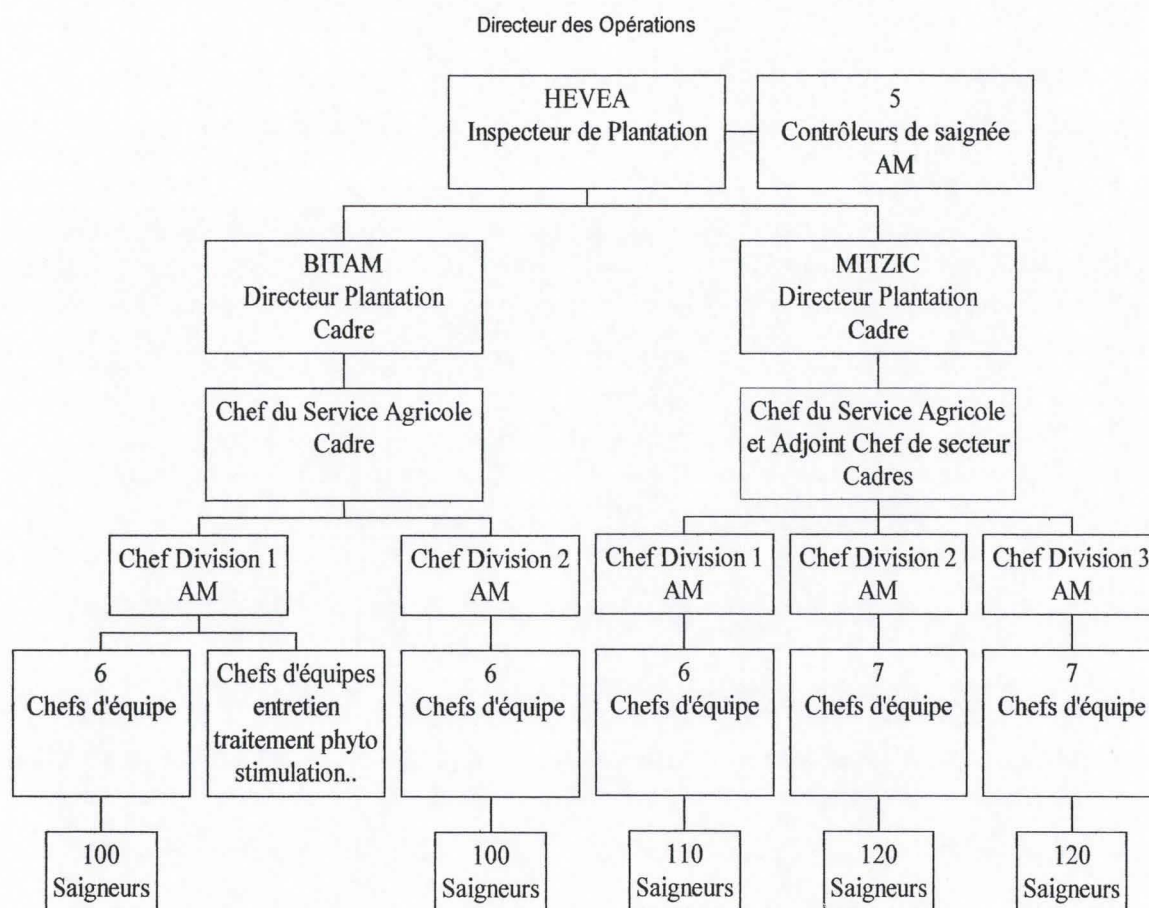 Directeur des Opérations
HEVEA
Inspecteur de Plantation
5
Contrôleurs de saignée
AM
BITAM
Directeur Plantation
Cadre
MITZIC
Directeur Plantation
Cadre
Chef du Service Agricole
Cadre
Chef du Service Agricole
et Adjoint Chef de secteur
Cadres
Chef Division 1
AM
Chef Division 2
AM
Chef Division 1
AM
Chef Division 2
AM
Chef Division 3
AM
6
Chefs d'équipe
Chefs d'équipes
entretien
traitement phyto
stimulation..
6
Chefs d'équipe
6
Chefs d'équipe
7
Chefs d'équipe
7
Chefs d'équipe
100
Saigneurs
100
Saigneurs
110
Saigneurs
120
Saigneurs
120
Saigneurs